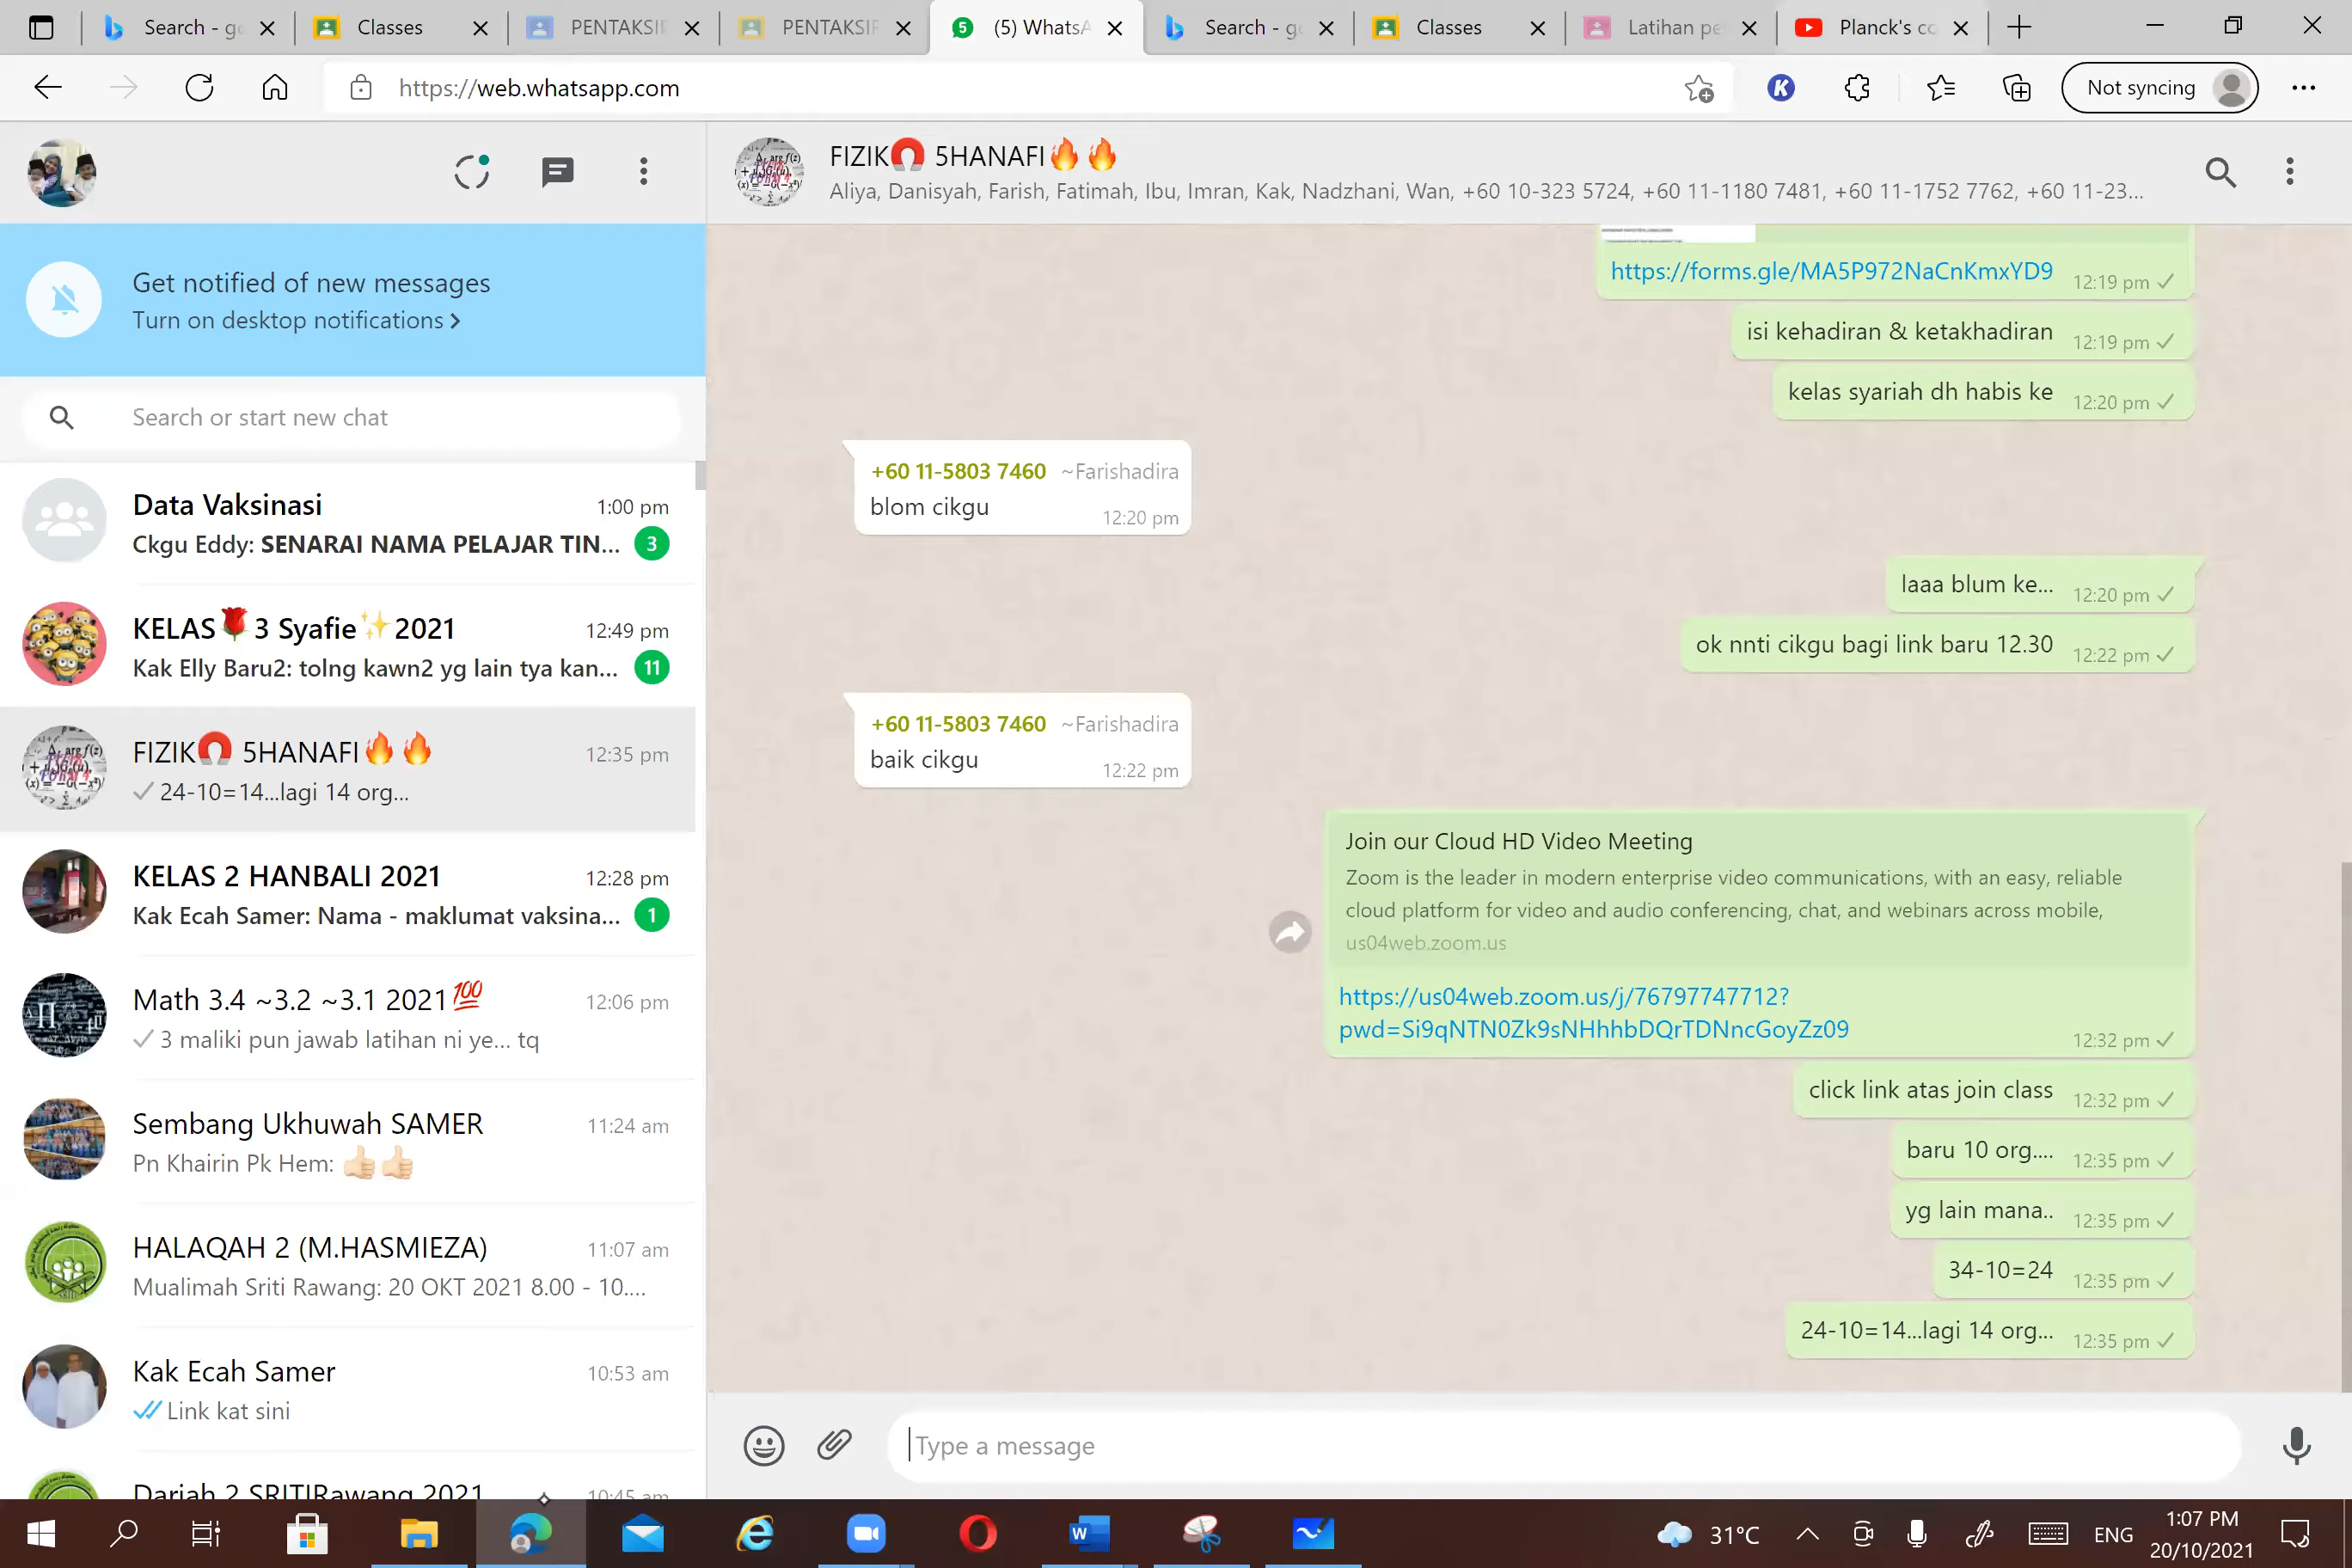 Search - go
Classes
PENTAKSIR
PENTAKSIR
(5) WhatsA
Search - go
Classes
Latihan pe
Planck's co
https://web.whatsapp.com
Not syncing
FIZIK🧲 5HANAFI🔥🔥
Aliya, Danisyah, Farish, Fatimah, Ibu, Imran, Kak, Nadzhani, Wan, +60 10-323 5724, +60 11-1180 7481, +60 11-1752 7762, +60 11-23...
Get notified of new messages
Turn on desktop notifications
Search or start new chat
Data Vaksinasi
1:00 pm
Ckgu Eddy: SENARAI NAMA PELAJAR TIN...
3
KELAS🌹3 Syafie✨2021
12:49 pm
Kak Elly Baru2: tolng kawn2 yg lain tya kan...
11
FIZIK🧲 5HANAFI🔥🔥
12:35 pm
24-10=14...lagi 14 org...
KELAS 2 HANBALI 2021
12:28 pm
Kak Ecah Samer: Nama - maklumat vaksina...
1
Math 3.4 ~3.2 ~3.1 2021💯
12:06 pm
3 maliki pun jawab latihan ni ye... tq
Sembang Ukhuwah SAMER
11:24 am
Pn Khairin Pk Hem: 👍🏻👍🏻
HALAQAH 2 (M.HASMIEZA)
11:07 am
Mualimah Sriti Rawang: 20 OKT 2021 8.00 - 10....
Kak Ecah Samer
10:53 am
Link kat sini
Dariah 2 SRITIRawang 2021
10:45 am
https://forms.gle/MA5P972NaCnKmxYD9
12:19 pm
isi kehadiran & ketakhadiran
12:19 pm
kelas syariah dh habis ke
12:20 pm
+60 11-5803 7460 ~Farishadira
blom cikgu
12:20 pm
laaa blum ke...
12:20 pm
ok nnti cikgu bagi link baru 12.30
12:22 pm
+60 11-5803 7460 ~Farishadira
baik cikgu
12:22 pm
Join our Cloud HD Video Meeting
Zoom is the leader in modern enterprise video communications, with an easy, reliable
cloud platform for video and audio conferencing, chat, and webinars across mobile,
us04web.zoom.us
https://us04web.zoom.us/j/76797747712?
pwd=Si9qNTN0Zk9sNHhhbDQrTDNncGoyZz09
12:32 pm
click link atas join class
12:32 pm
baru 10 org....
12:35 pm
yg lain mana..
12:35 pm
34-10=24
12:35 pm
24-10=14...lagi 14 org...
12:35 pm
Type a message
31°C
ENG
1:07 PM
20/10/2021